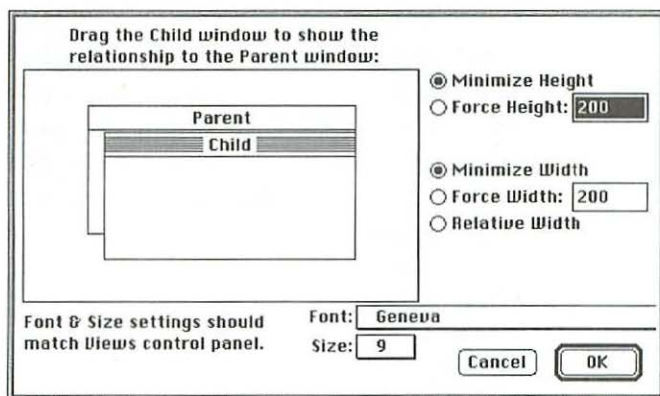 Drag the Child window to show the
relationship to the Parent window:
Parent
Child
Minimize Height
Force Height: 200
Minimize Width
Force Width: 200
Relative Width
Font & Size settings should
match Views control panel.
Font: Geneva
Size: 9
Cancel
OK